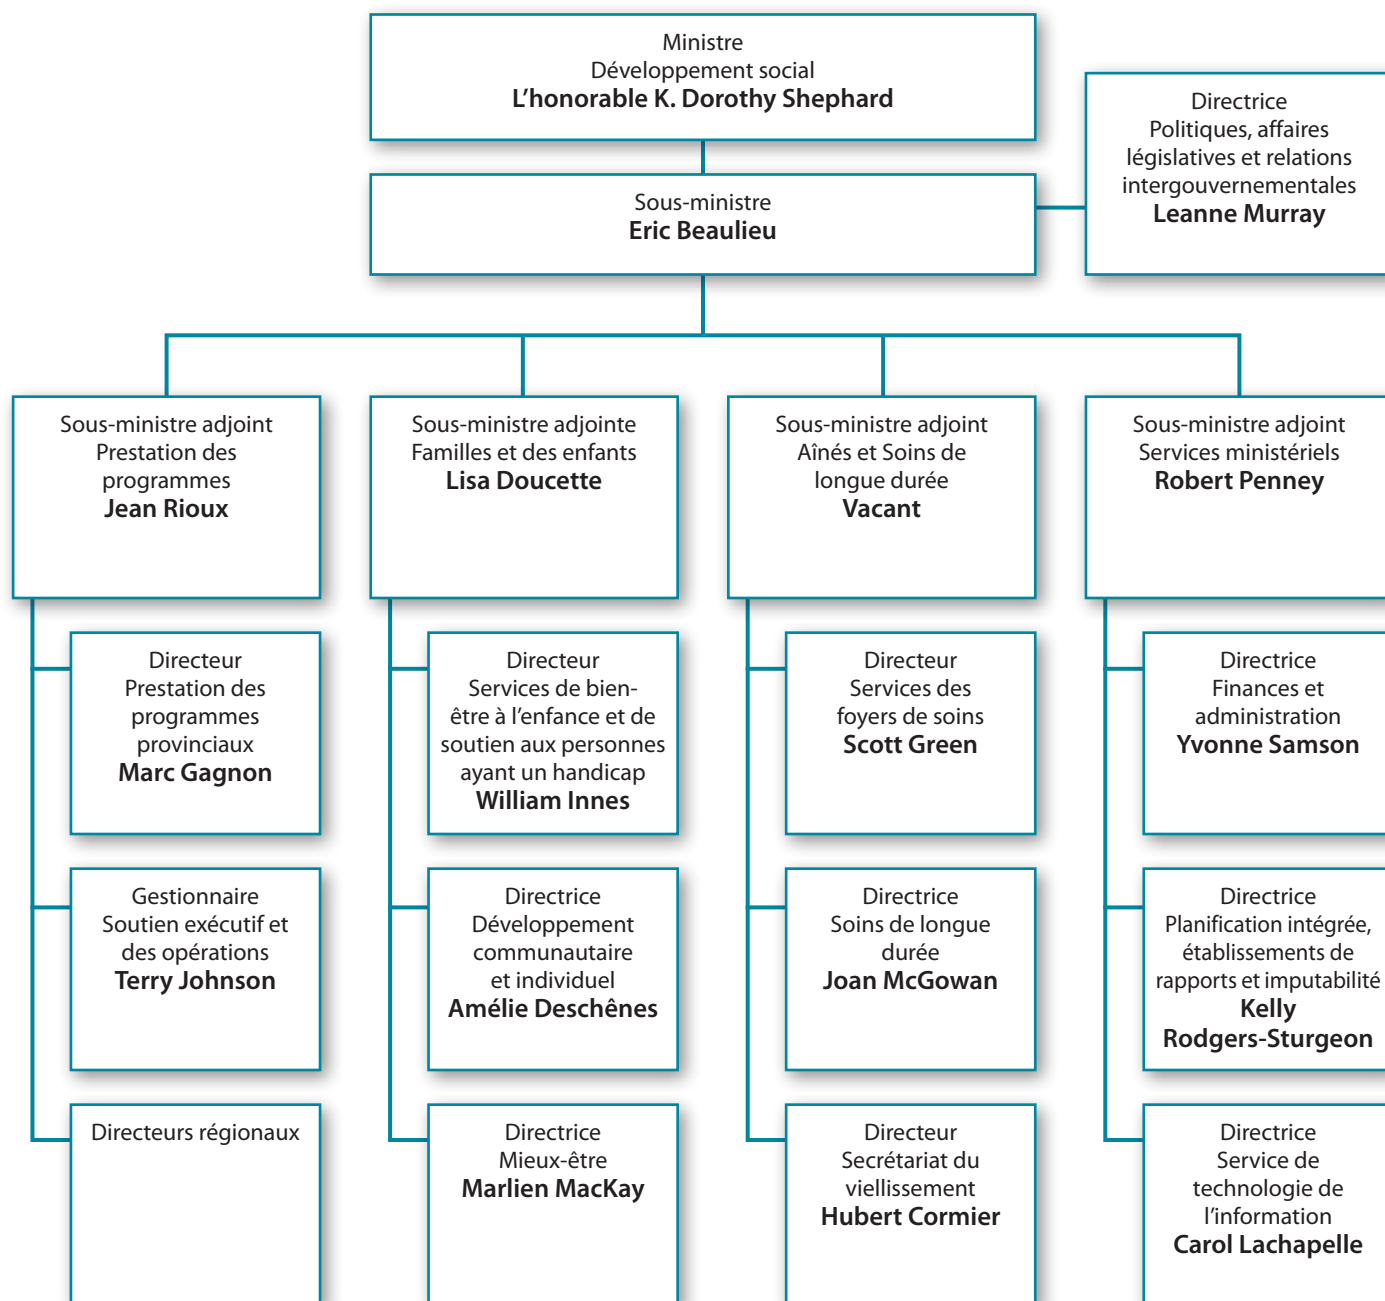 Ministre
Développement social
L'honorable K. Dorothy Shephard
Directrice
Politiques, affaires
législatives et relations
intergouvernementales
Leanne Murray
Sous-ministre
Eric Beaulieu
Sous-ministre adjoint
Prestation des
programmes
Jean Rioux
Sous-ministre adjointe
Familles et des enfants
Lisa Doucette
Sous-ministre adjoint
Aînés et Soins de
longue durée
Vacant
Sous-ministre adjoint
Services ministériels
Robert Penney
Directeur
Prestation des
programmes
provinciaux
Marc Gagnon
Directeur
Services de bien-
être à l'enfance et de
soutien aux personnes
ayant un handicap
William Innes
Directeur
Services des
foyers de soins
Scott Green
Directrice
Finances et
administration
Yvonne Samson
Gestionnaire
Soutien exécutif et
des opérations
Terry Johnson
Directrice
Développement
communautaire
et individuel
Amélie Deschênes
Directrice
Soins de longue
durée
Joan McGowan
Directrice
Planification intégrée,
établissements de
rapports et imputabilité
Kelly
Rodgers-Sturgeon
Directeurs régionaux
Directrice
Mieux-être
Marlien MacKay
Directeur
Secrétariat du
viellissement
Hubert Cormier
Directrice
Service de
technologie de
l'information
Carol Lachapelle